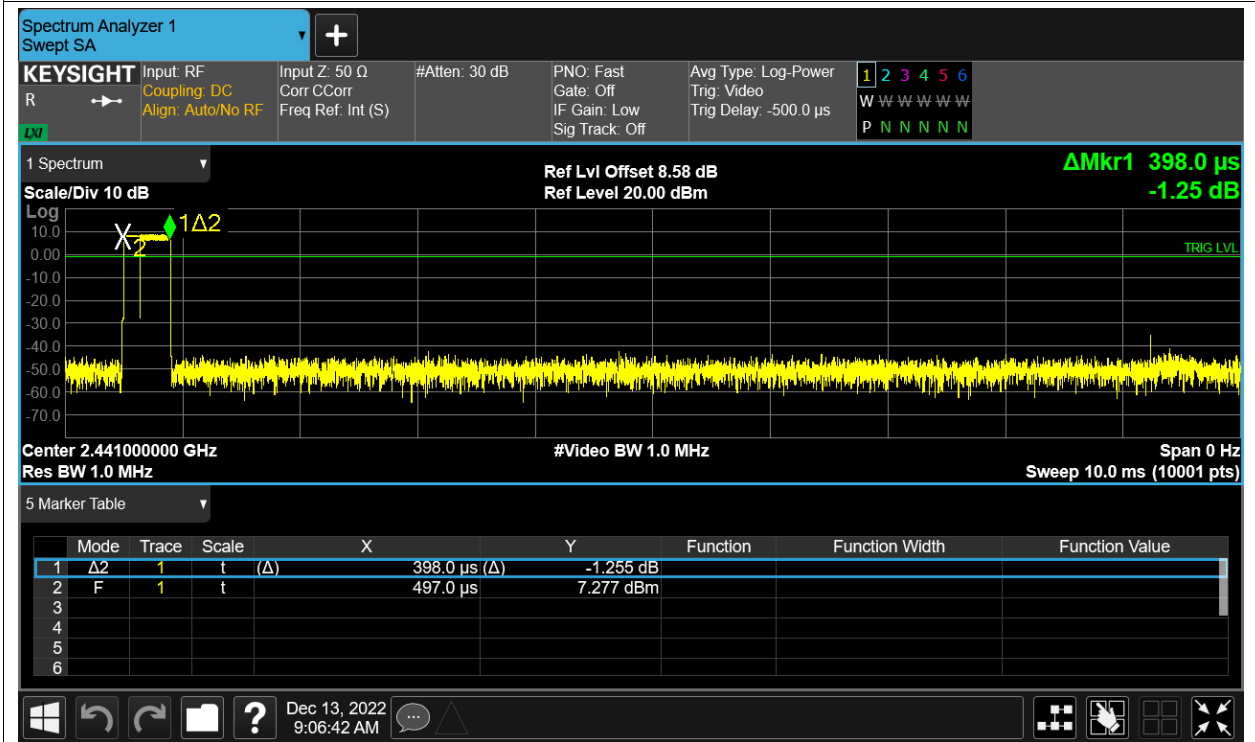 Spectrum Analyzer 1
Swept SA
KEYSIGHT
R
LXI
Input: RF
Coupling: DC
Align: Auto/No RF
Input Z: 50 Ω
Corr CCorr
Freq Ref: Int (S)
#Atten: 30 dB
PNO: Fast
Gate: Off
IF Gain: Low
Sig Track: Off
Avg Type: Log-Power
Trig: Video
Trig Delay: -500.0 µs
1 2 3 4 5 6
W W W W W W
P N N N N N
1 Spectrum
Scale/Div 10 dB
Ref Lvl Offset 8.58 dB
Ref Level 20.00 dBm
ΔMkr1 398.0 µs
-1.25 dB
Log
10.0
0.00
-10.0
-20.0
-30.0
-40.0
-50.0
-60.0
-70.0
X2
1Δ2
TRIG LVL
Center 2.441000000 GHz
Res BW 1.0 MHz
#Video BW 1.0 MHz
Span 0 Hz
Sweep 10.0 ms (10001 pts)
5 Marker Table
Mode Trace Scale X Y Function Function Width Function Value
1 Δ2 1 t (Δ) 398.0 µs (Δ) -1.255 dB
2 F 1 t 497.0 µs 7.277 dBm
3
4
5
6
?
Dec 13, 2022
9:06:42 AM